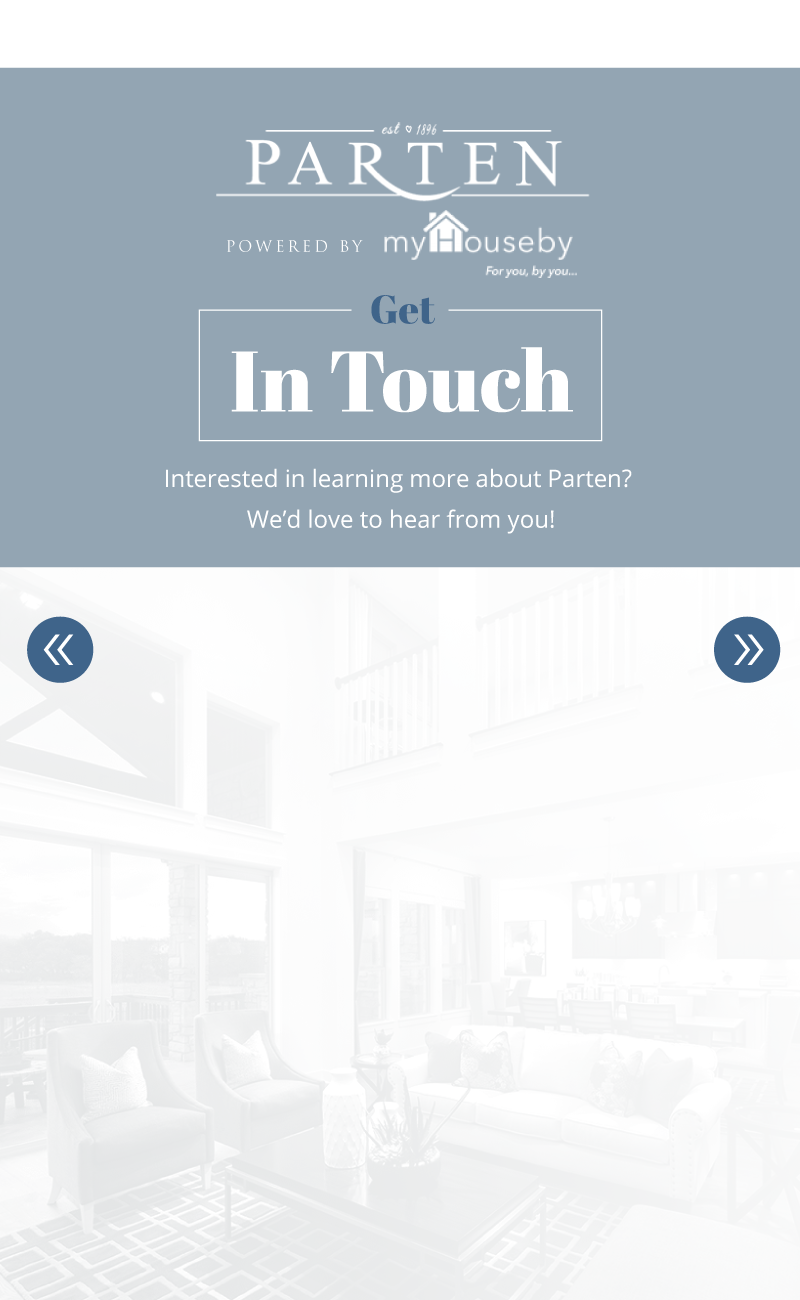 est 1896
PARTEN
POWERED BY myHouseby
For you, by you...
Get
In Touch
Interested in learning more about Parten?
We’d love to hear from you!